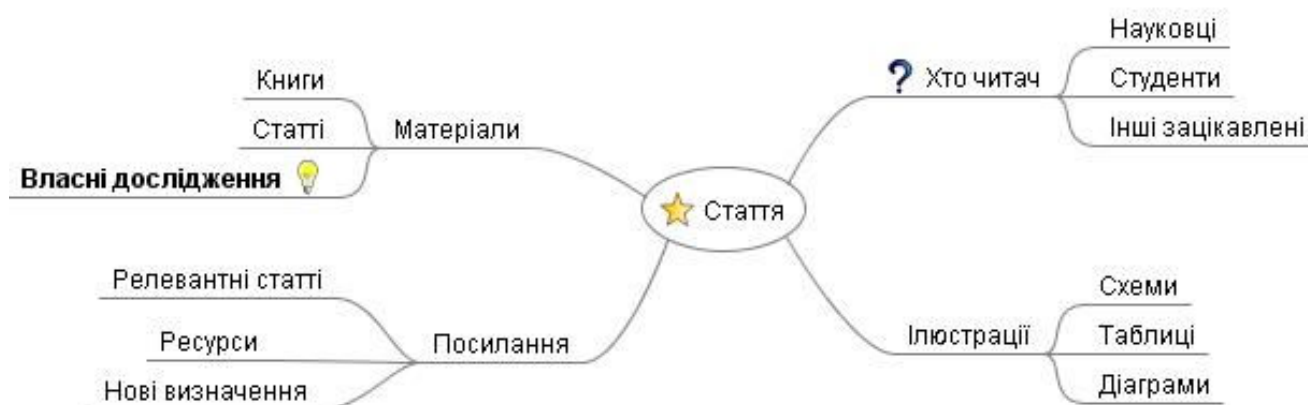 Стаття
Матеріали
Книги
Статті
Власні дослідження
Посилання
Релевантні статті
Ресурси
Нові визначення
Хто читач
Науковці
Студенти
Інші зацікавлені
Ілюстрації
Схеми
Таблиці
Діаграми